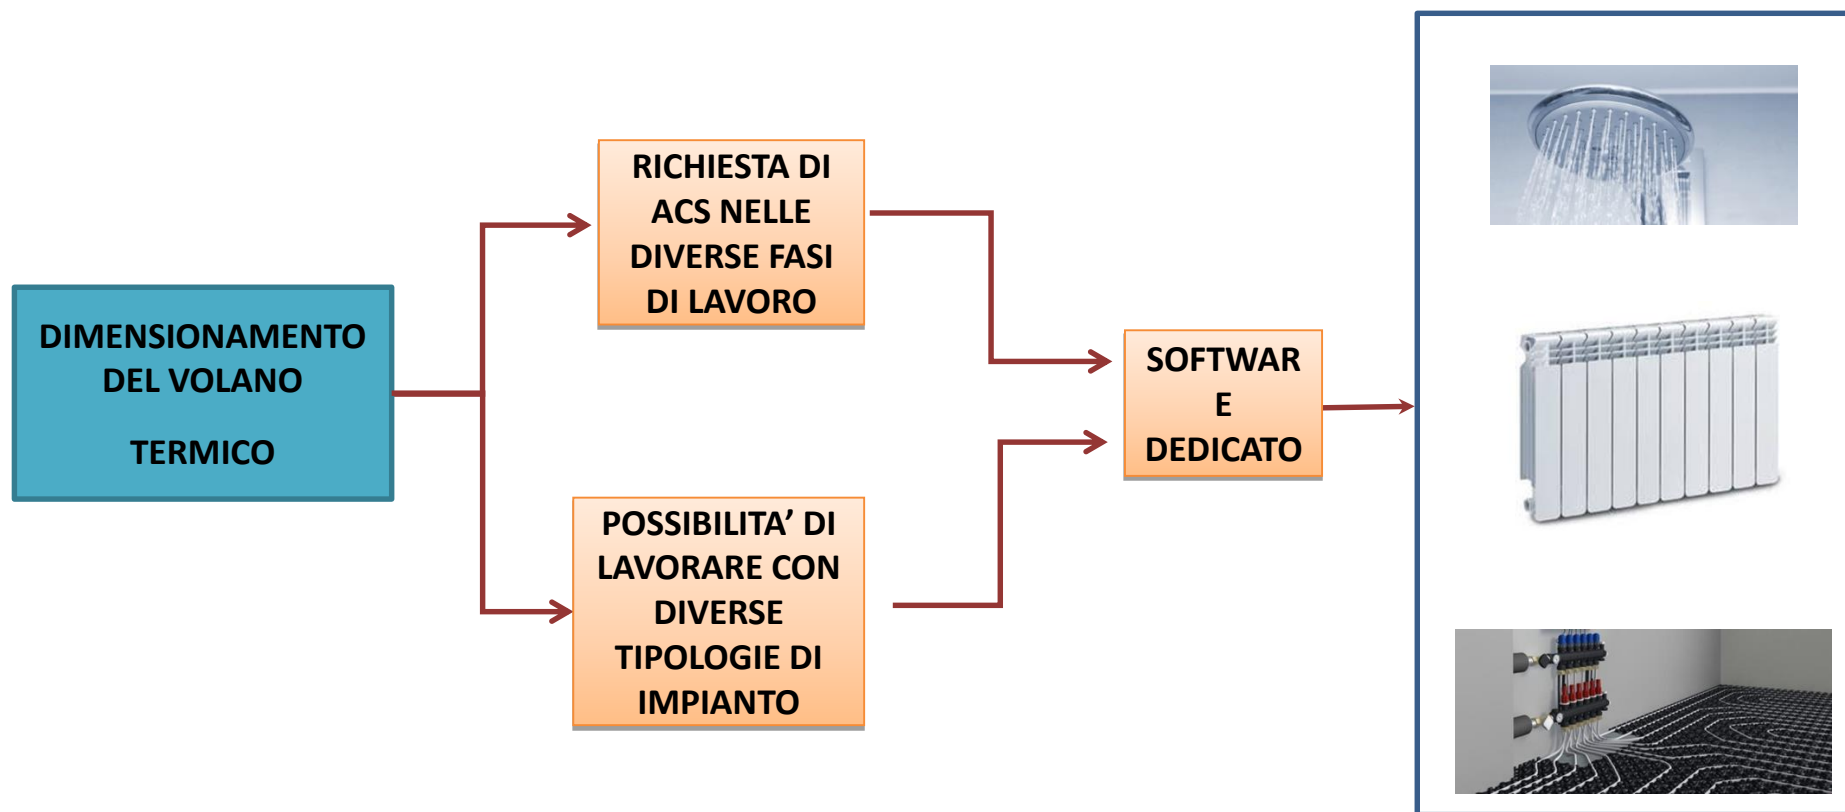 DIMENSIONAMENTO
DEL VOLANO
TERMICO
RICHIESTA DI
ACS NELLE
DIVERSE FASI
DI LAVORO
POSSIBILITA’ DI
LAVORARE CON
DIVERSE
TIPOLOGIE DI
IMPIANTO
SOFTWAR
E
DEDICATO